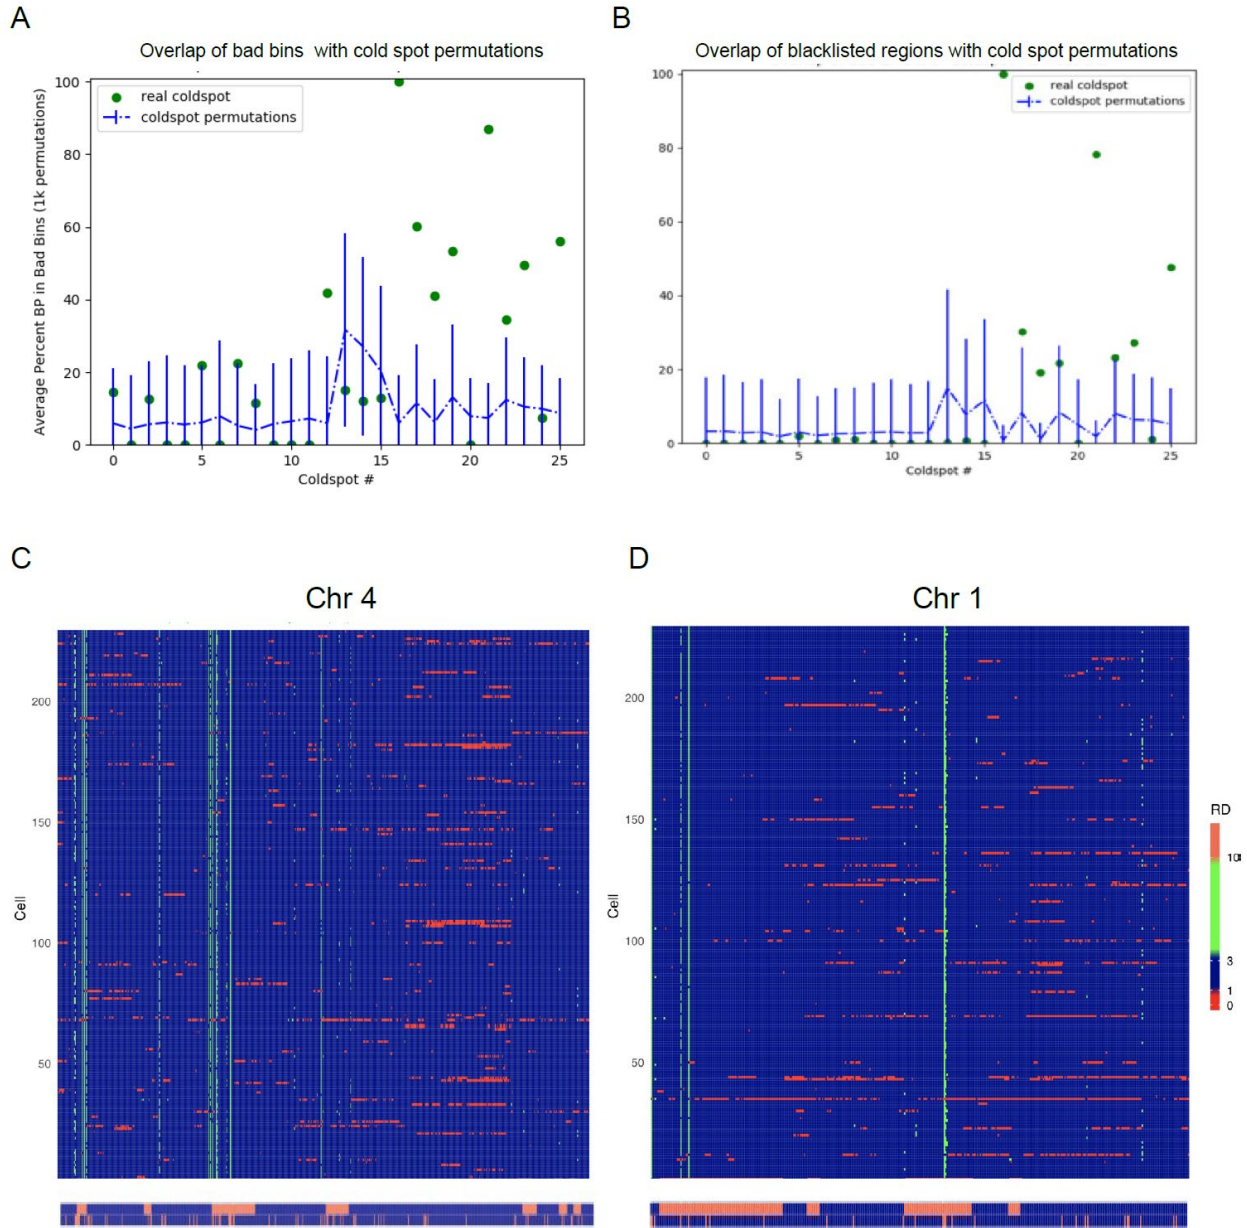 A
B
Overlap of bad bins with cold spot permutations
Overlap of blacklisted regions with cold spot permutations
real coldspot
coldspot permutations
real coldspot
coldspot permutations
Average Percent BP in Bad Bins (1k permutations)
100
80
60
40
20
0
100
80
60
40
20
0
0 5 10 15 20 25
0 5 10 15 20 25
Coldspot #
Coldspot #
C
D
Chr 4
Chr 1
Cell
200
150
100
50
Cell
200
150
100
50
RD
3
1
0